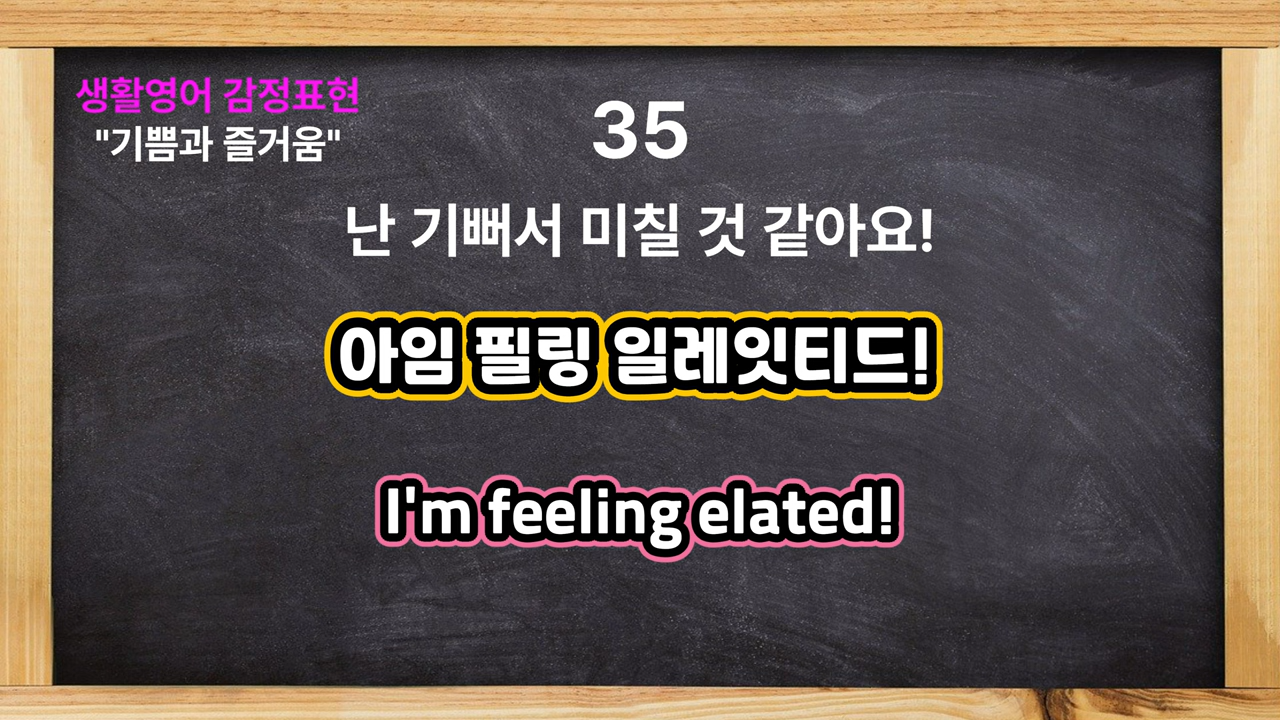 생활영어 감정표현
"기쁨과 즐거움"
35
난 기뻐서 미칠 것 같아요!
아임 필링 일레잇티드!
I'm feeling elated!